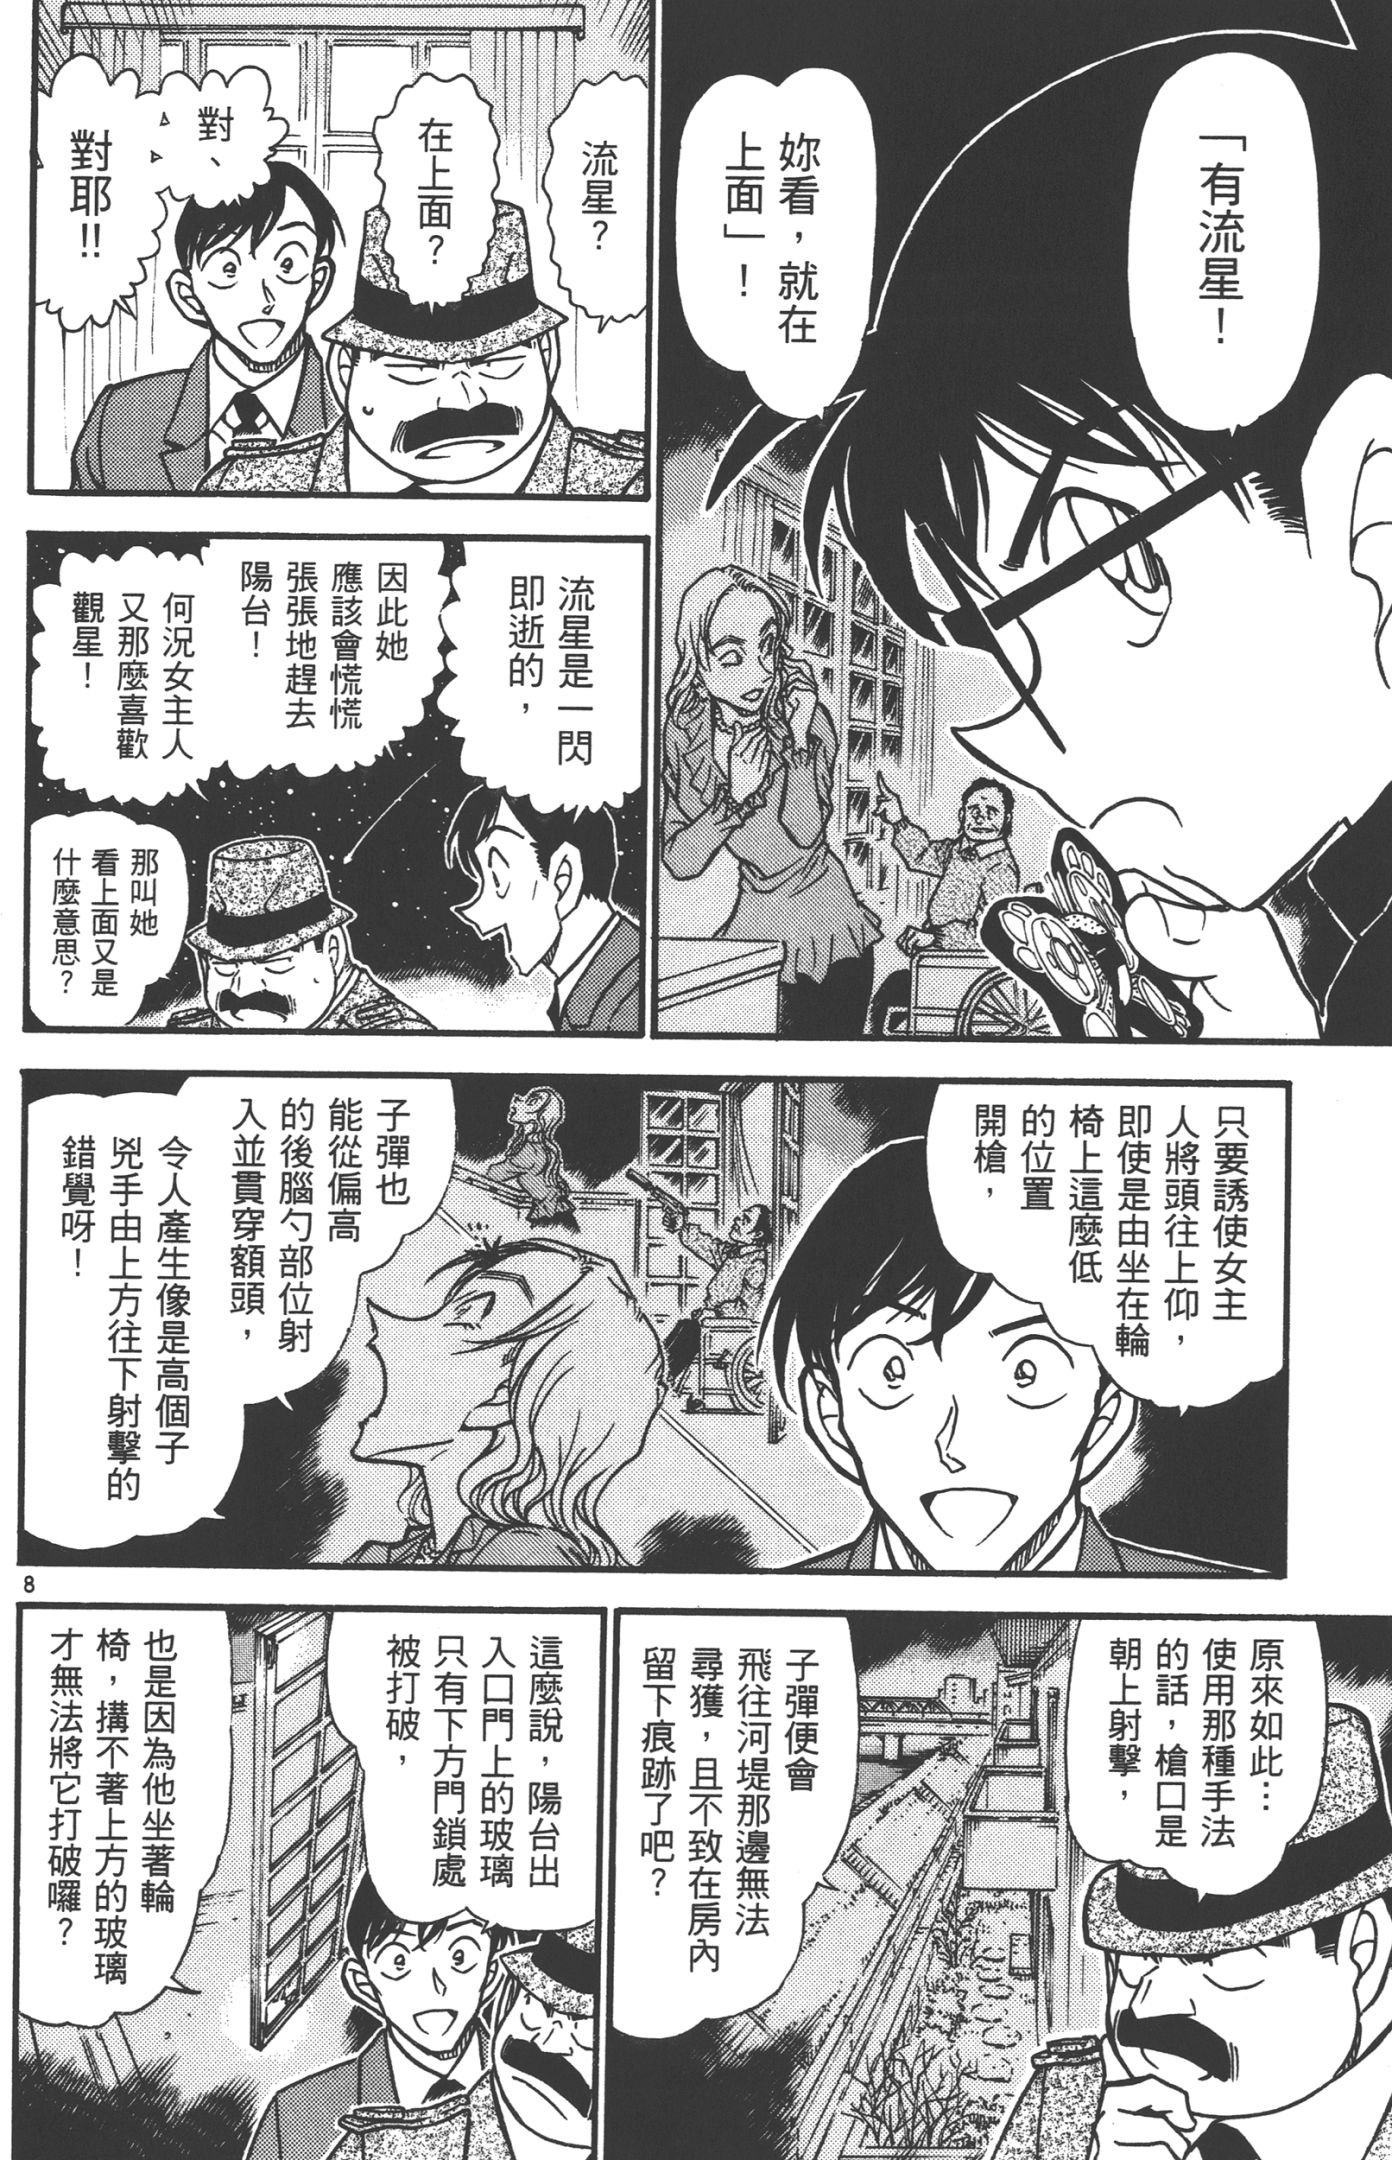 「有流星！
妳看，就在
上面」！
流星？
在上面？
對、
對耶！！
流星是一閃
即逝的，
因此她
應該會慌慌
張張地趕去
陽台！
何況女主人
又那麼喜歡
觀星！
那叫她
看上面又是
什麼意思？
只要誘使女主
人將頭往上仰，
即使是由坐在輪
椅上這麼低
的位置
開槍，
子彈也
能從偏高
的後腦勺部位射
入並貫穿額頭，
令人產生像是高個子
兇手由上方往下射擊的
錯覺呀！
原來如此…
使用那種手法
的話，槍口是
朝上射擊，
子彈便會
飛往河堤那邊無法
尋獲，且不致在房內
留下痕跡了吧？
這麼說，陽台出
入口門上的玻璃
只有下方門鎖處
被打破，
也是因為他坐著輪
椅，搆不著上方的玻璃
才無法將它打破囉？
8